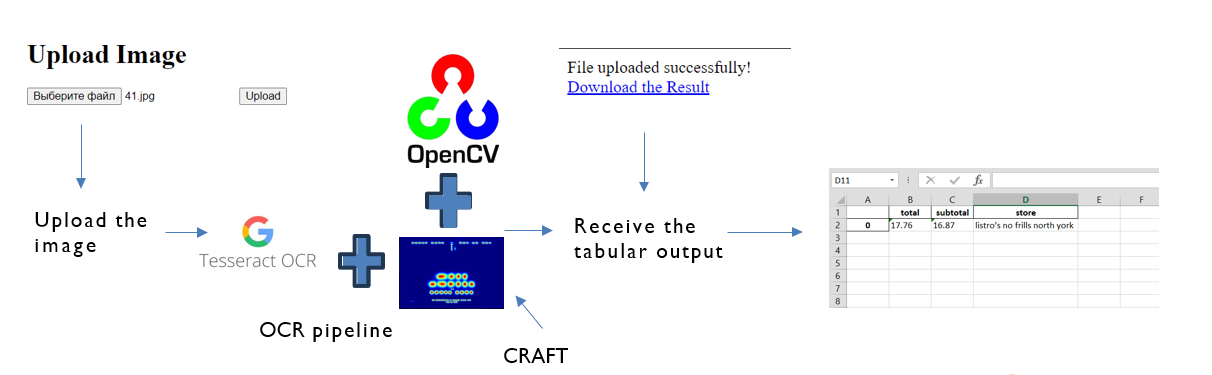 Upload Image
Выберите файл 41.jpg Upload
Upload the
image
Tesseract OCR
OpenCV
OCR pipeline
CRAFT
File uploaded successfully!
Download the Result
Receive the
tabular output
D11 fx
A B C D E F
1 total subtotal store
2 0 17.76 16.87 listro's no frills north york
3
4
5
6
7
8